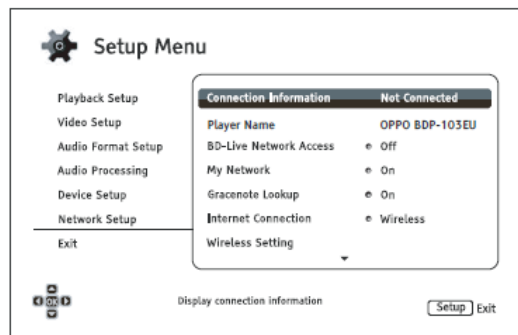 Setup Menu
Playback Setup
Video Setup
Audio Format Setup
Audio Processing
Device Setup
Network Setup
Exit
Connection Information Not Connected
Player Name OPPO BDP-103EU
BD-Live Network Access Off
My Network On
Gracenote Lookup On
Internet Connection Wireless
Wireless Setting
OK
Display connection information
Setup Exit